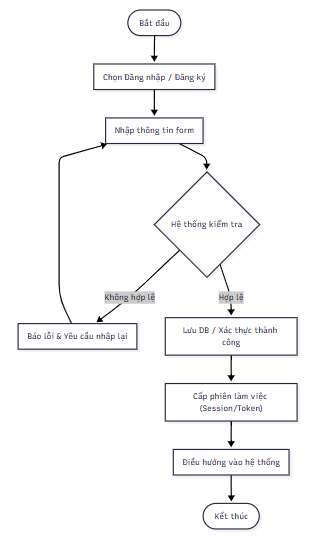 Bắt đầu
Chọn Đăng nhập / Đăng ký
Nhập thông tin form
Hệ thống kiểm tra
Không hợp lệ
Hợp lệ
Báo lỗi & Yêu cầu nhập lại
Lưu DB / Xác thực thành
công
Cấp phiên làm việc
(Session/Token)
Điều hướng vào hệ thống
Kết thúc